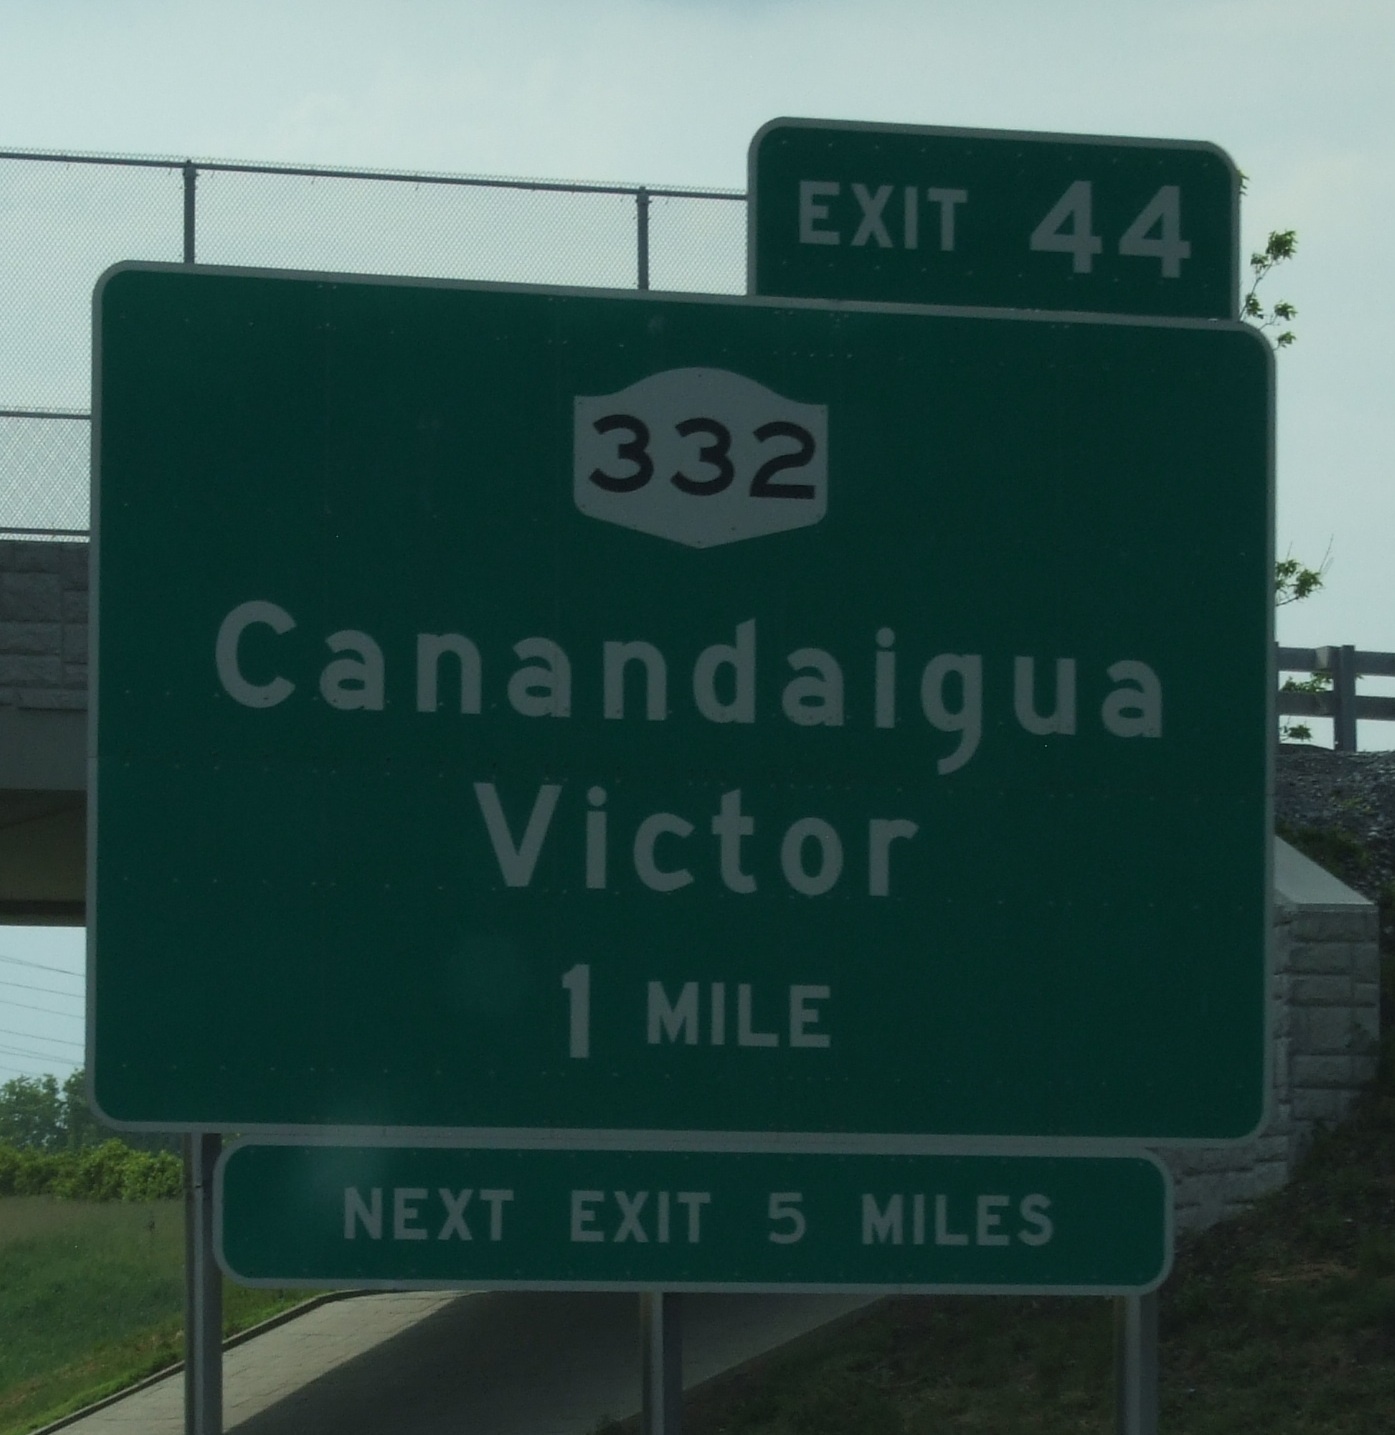 EXIT 44
332
Canandaigua
Victor
1 MILE
NEXT EXIT 5 MILES